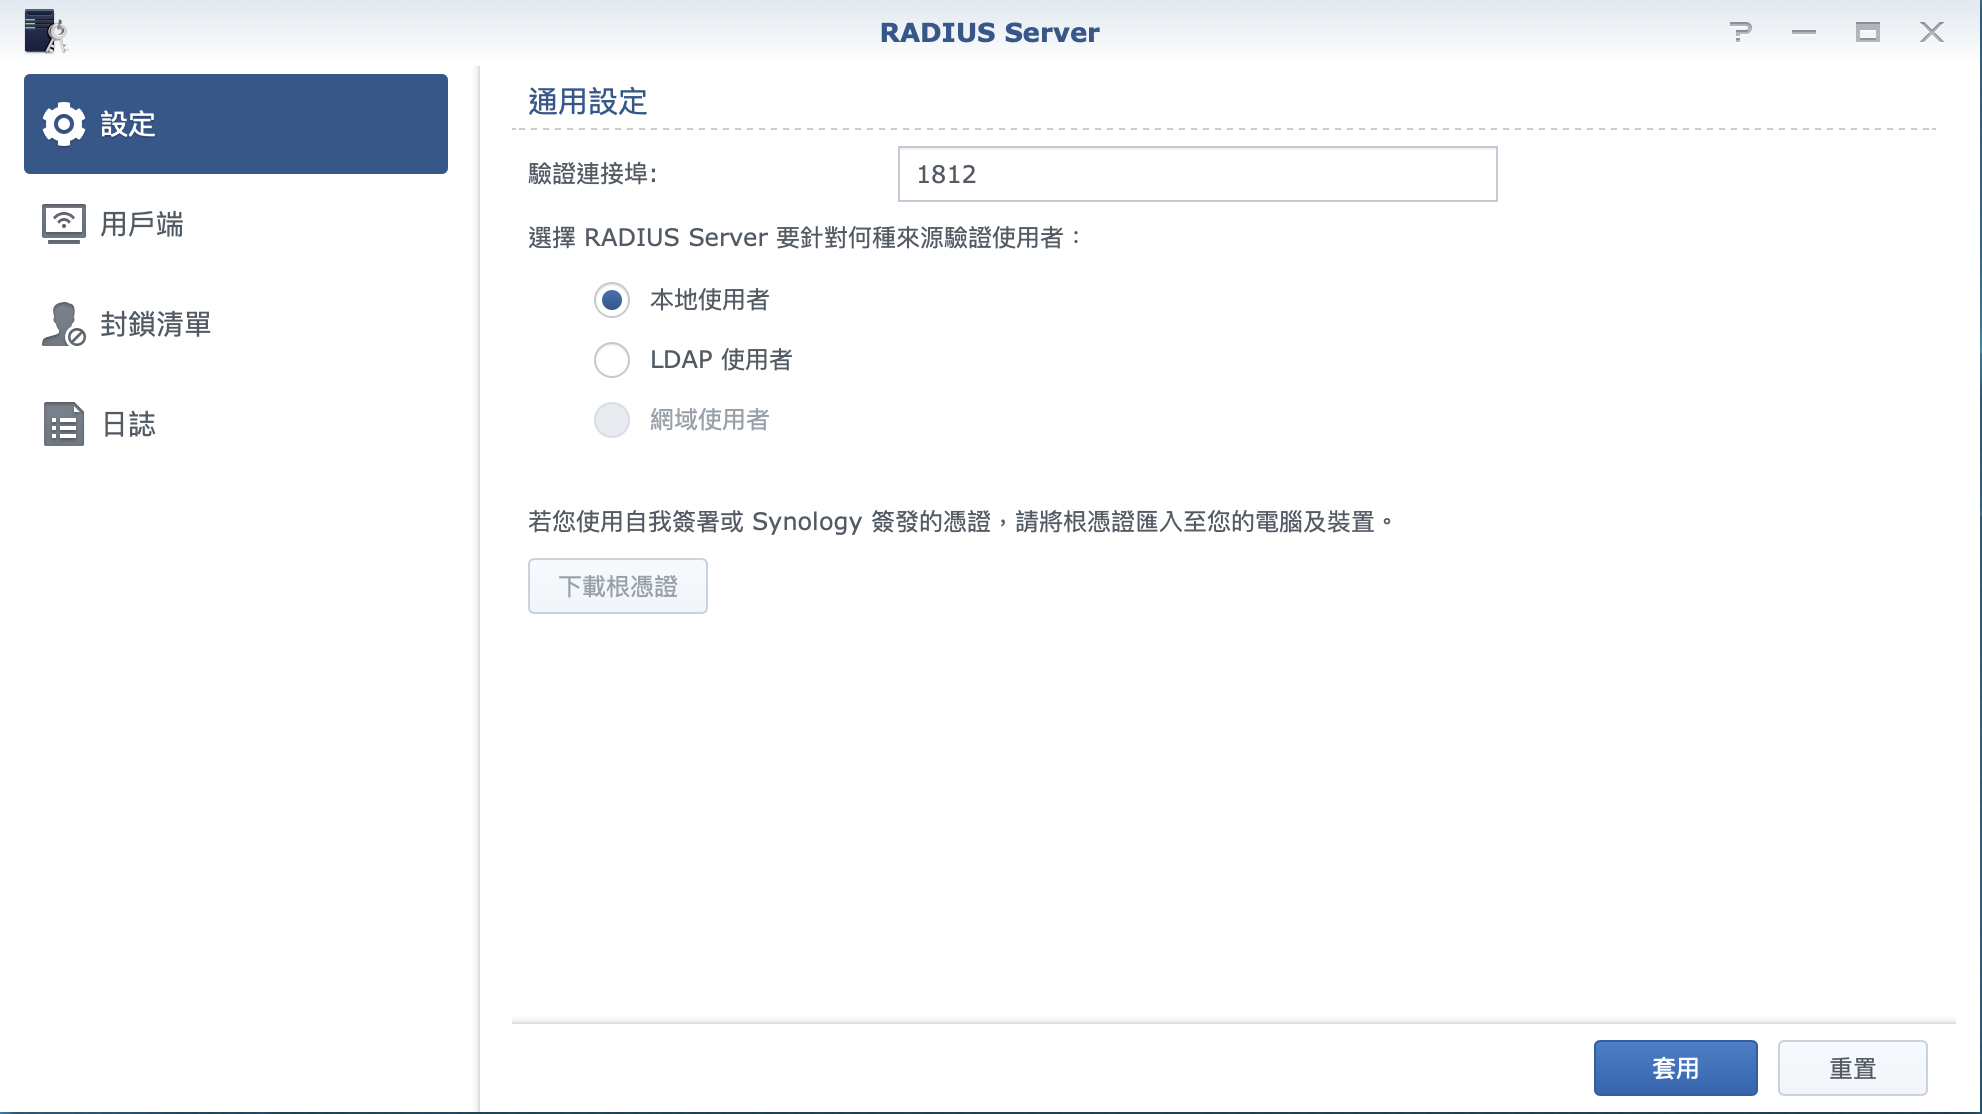 RADIUS Server
設定
用戶端
封鎖清單
日誌
通用設定
驗證連接埠:
1812
選擇 RADIUS Server 要針對何種來源驗證使用者：
本地使用者
LDAP 使用者
網域使用者
若您使用自我簽署或 Synology 簽發的憑證，請將根憑證匯入至您的電腦及裝置。
下載根憑證
套用
重置